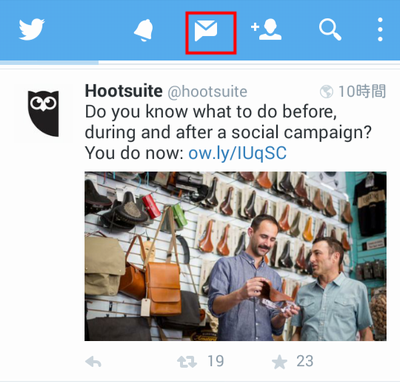 Hootsuite @hootsuite 10時間
Do you know what to do before,
during and after a social campaign?
You do now: ow.ly/IUqSC
19 23